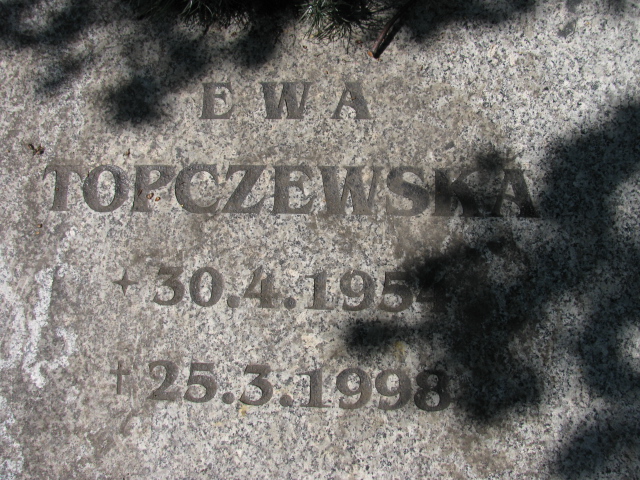 EWA
TOPCZEWSKA
+ 30.4.1954
† 25.3.1998